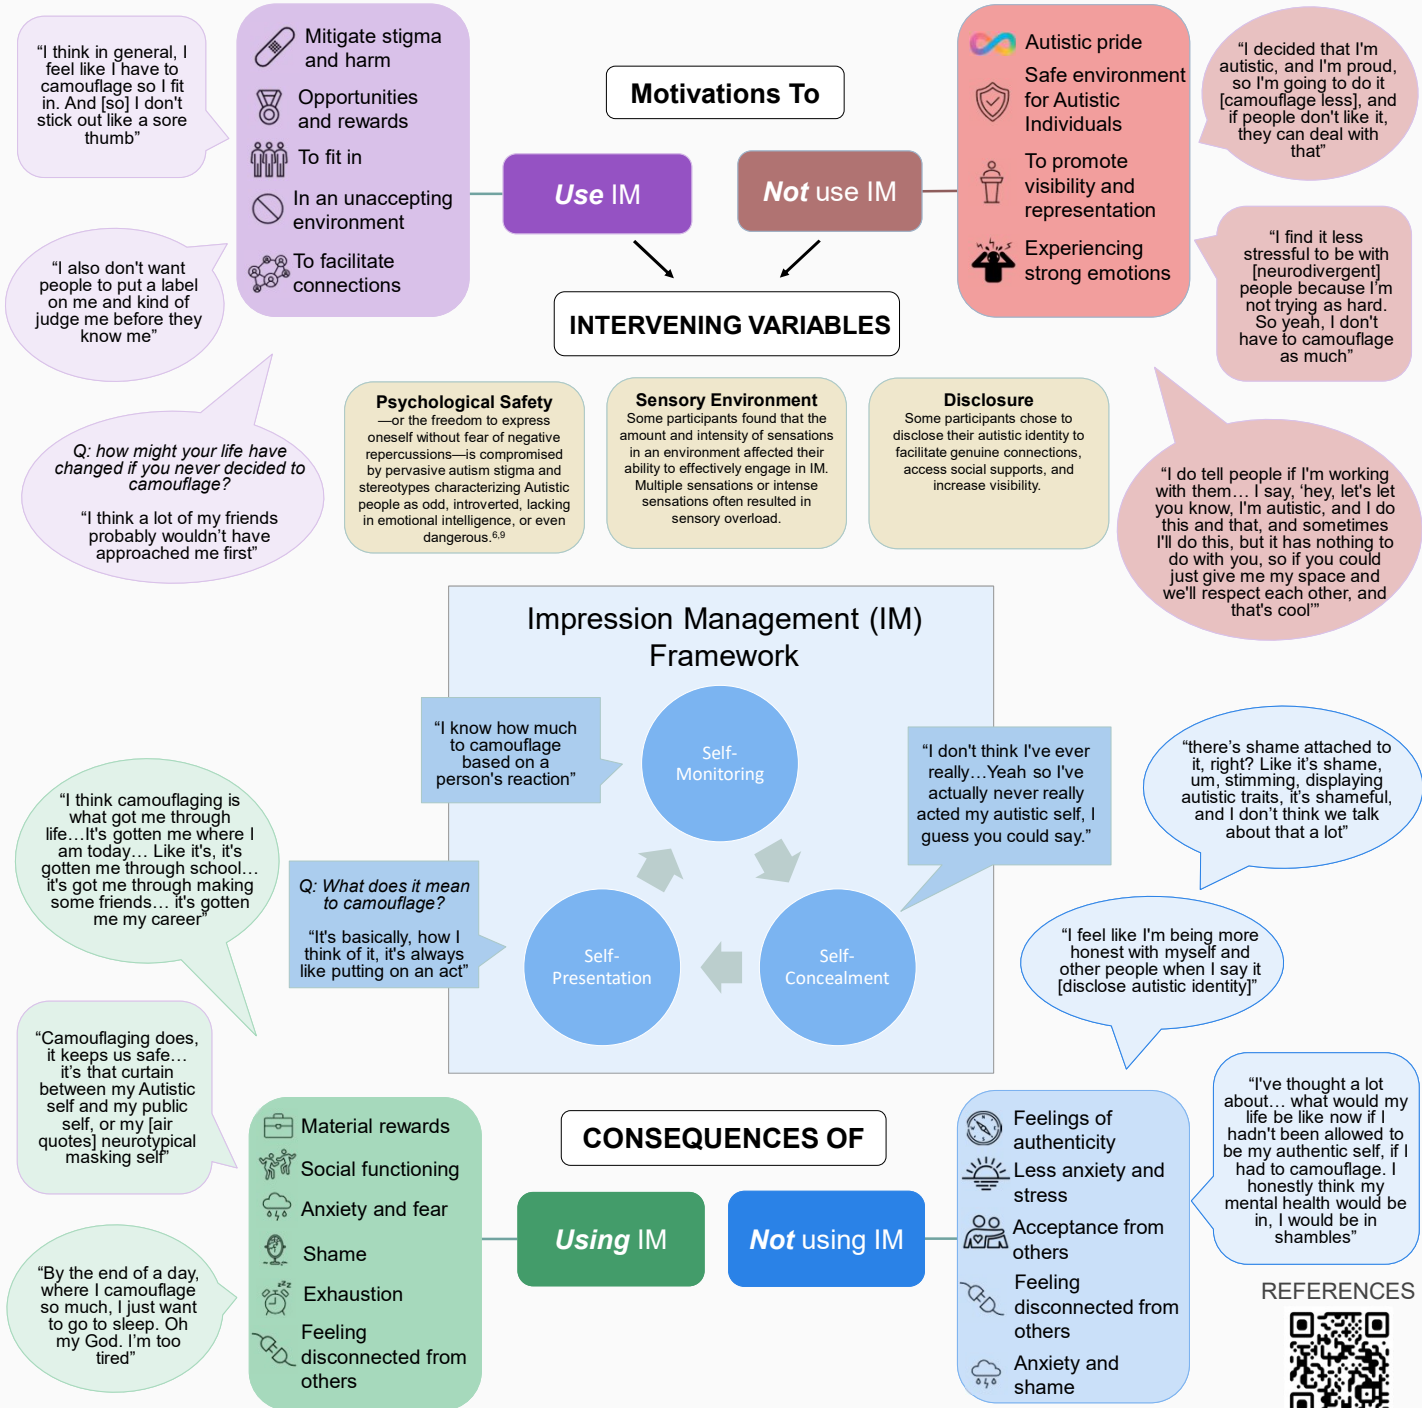 “I think in general, I
feel like I have to
camouflage so I fit
in. And [so] I don't
stick out like a sore
thumb”
“I also don't want
people to put a label
on me and kind of
judge me before they
know me”
Q: how might your life have
changed if you never decided to
camouflage?
“I think a lot of my friends
probably wouldn’t have
approached me first”
Mitigate stigma
and harm
Opportunities
and rewards
To fit in
In an unaccepting
environment
To facilitate
connections
Motivations To
Use IM
Not use IM
Autistic pride
Safe environment
for Autistic
Individuals
To promote
visibility and
representation
Experiencing
strong emotions
“I decided that I'm
autistic, and I'm proud,
so I'm going to do it
[camouflage less], and
if people don't like it,
they can deal with
that”
“I find it less
stressful to be with
[neurodivergent]
people because I’m
not trying as hard.
So yeah, I don't
have to camouflage
as much”
“I do tell people if I'm working
with them… I say, ‘hey, let's let
you know, I'm autistic, and I do
this and that, and sometimes
I'll do this, but it has nothing to
do with you, so if you could
just give me my space and
we'll respect each other, and
that's cool’”
INTERVENING VARIABLES
Psychological Safety
—or the freedom to express
oneself without fear of negative
repercussions—is compromised
by pervasive autism stigma and
stereotypes characterizing Autistic
people as odd, introverted, lacking
in emotional intelligence, or even
dangerous.6,9
Sensory Environment
Some participants found that the
amount and intensity of sensations
in an environment affected their
ability to effectively engage in IM.
Multiple sensations or intense
sensations often resulted in
sensory overload.
Disclosure
Some participants chose to
disclose their autistic identity to
facilitate genuine connections,
access social supports, and
increase visibility.
Impression Management (IM)
Framework
“I know how much
to camouflage
based on a
person's reaction”
Self-
Monitoring
“I don't think I've ever
really…Yeah so I've
actually never really
acted my autistic self, I
guess you could say.”
Q: What does it mean
to camouflage?
“It's basically, how I
think of it, it's always
like putting on an act”
Self-
Presentation
Self-
Concealment
“I think camouflaging is
what got me through
life…It's gotten me where I
am today… Like it's, it's
gotten me through school…
it's got me through making
some friends… it's gotten
me my career”
“Camouflaging does,
it keeps us safe…
it’s that curtain
between my Autistic
self and my public
self, or my [air
quotes] neurotypical
masking self”
“By the end of a day,
where I camouflage
so much, I just want
to go to sleep. Oh
my God. I’m too
tired”
Material rewards
Social functioning
Anxiety and fear
Shame
Exhaustion
Feeling
disconnected from
others
CONSEQUENCES OF
Using IM
Not using IM
Feelings of
authenticity
Less anxiety and
stress
Acceptance from
others
Feeling
disconnected from
others
Anxiety and
shame
“there’s shame attached to
it, right? Like it’s shame,
um, stimming, displaying
autistic traits, it’s shameful,
and I don’t think we talk
about that a lot”
“I feel like I'm being more
honest with myself and
other people when I say it
[disclose autistic identity]”
“I've thought a lot
about… what would my
life be like now if I
hadn't been allowed to
be my authentic self, if I
had to camouflage. I
honestly think my
mental health would be
in, I would be in
shambles”
REFERENCES